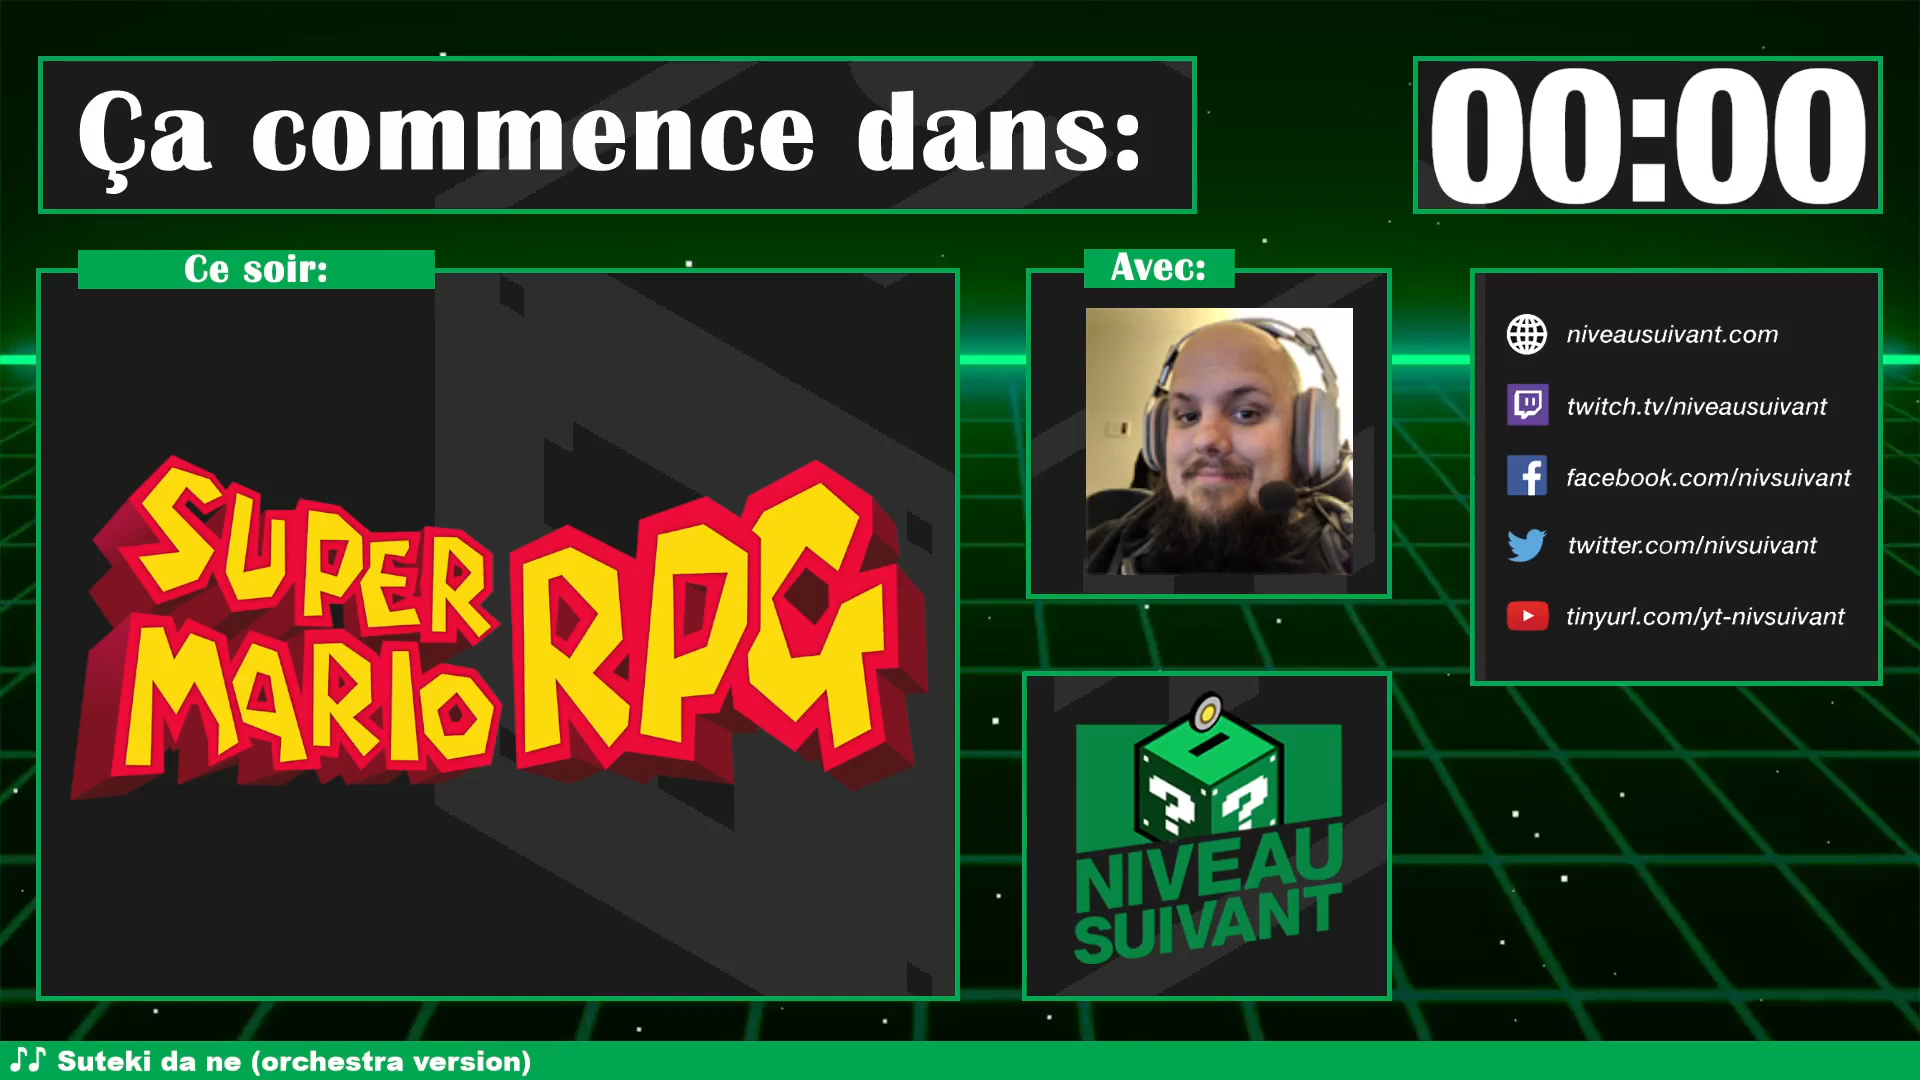 Ça commence dans:
00:00
Ce soir:
SUPER
MARIO
RPG
Avec:
niveausuivant.com
twitch.tv/niveausuivant
facebook.com/nivsuivant
twitter.com/nivsuivant
tinyurl.com/yt-nivsuivant
? ?
NIVEAU
SUIVANT
Suteki da ne (orchestra version)